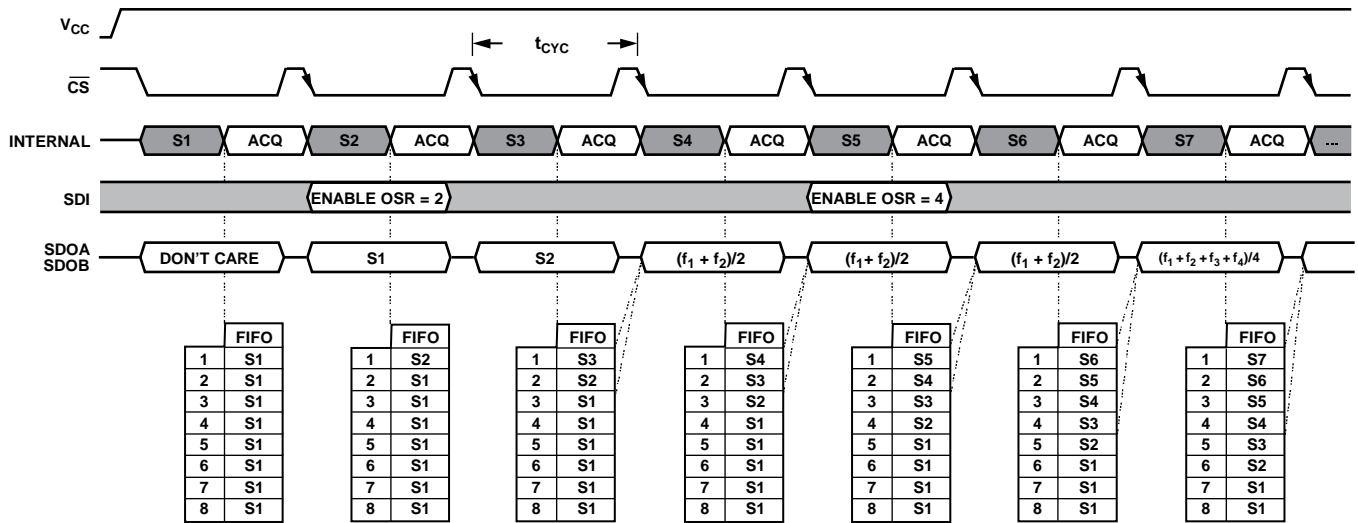 VCC
tCYC
CS
INTERNAL S1 ACQ S2 ACQ S3 ACQ S4 ACQ S5 ACQ S6 ACQ S7 ACQ ...
SDI ENABLE OSR = 2 ENABLE OSR = 4
SDOA
SDOB
DON'T CARE S1 S2 (f1 + f2)/2 (f1 + f2)/2 (f1 + f2)/2 (f1 + f2 + f3 + f4)/4
FIFO FIFO FIFO FIFO FIFO FIFO FIFO
1 S1 1 S2 1 S3 1 S4 1 S5 1 S6 1 S7
2 S1 2 S1 2 S2 2 S3 2 S4 2 S5 2 S6
3 S1 3 S1 3 S1 3 S2 3 S3 3 S4 3 S5
4 S1 4 S1 4 S1 4 S1 4 S2 4 S3 4 S4
5 S1 5 S1 5 S1 5 S1 5 S1 5 S2 5 S3
6 S1 6 S1 6 S1 6 S1 6 S1 6 S1 6 S2
7 S1 7 S1 7 S1 7 S1 7 S1 7 S1 7 S1
8 S1 8 S1 8 S1 8 S1 8 S1 8 S1 8 S1